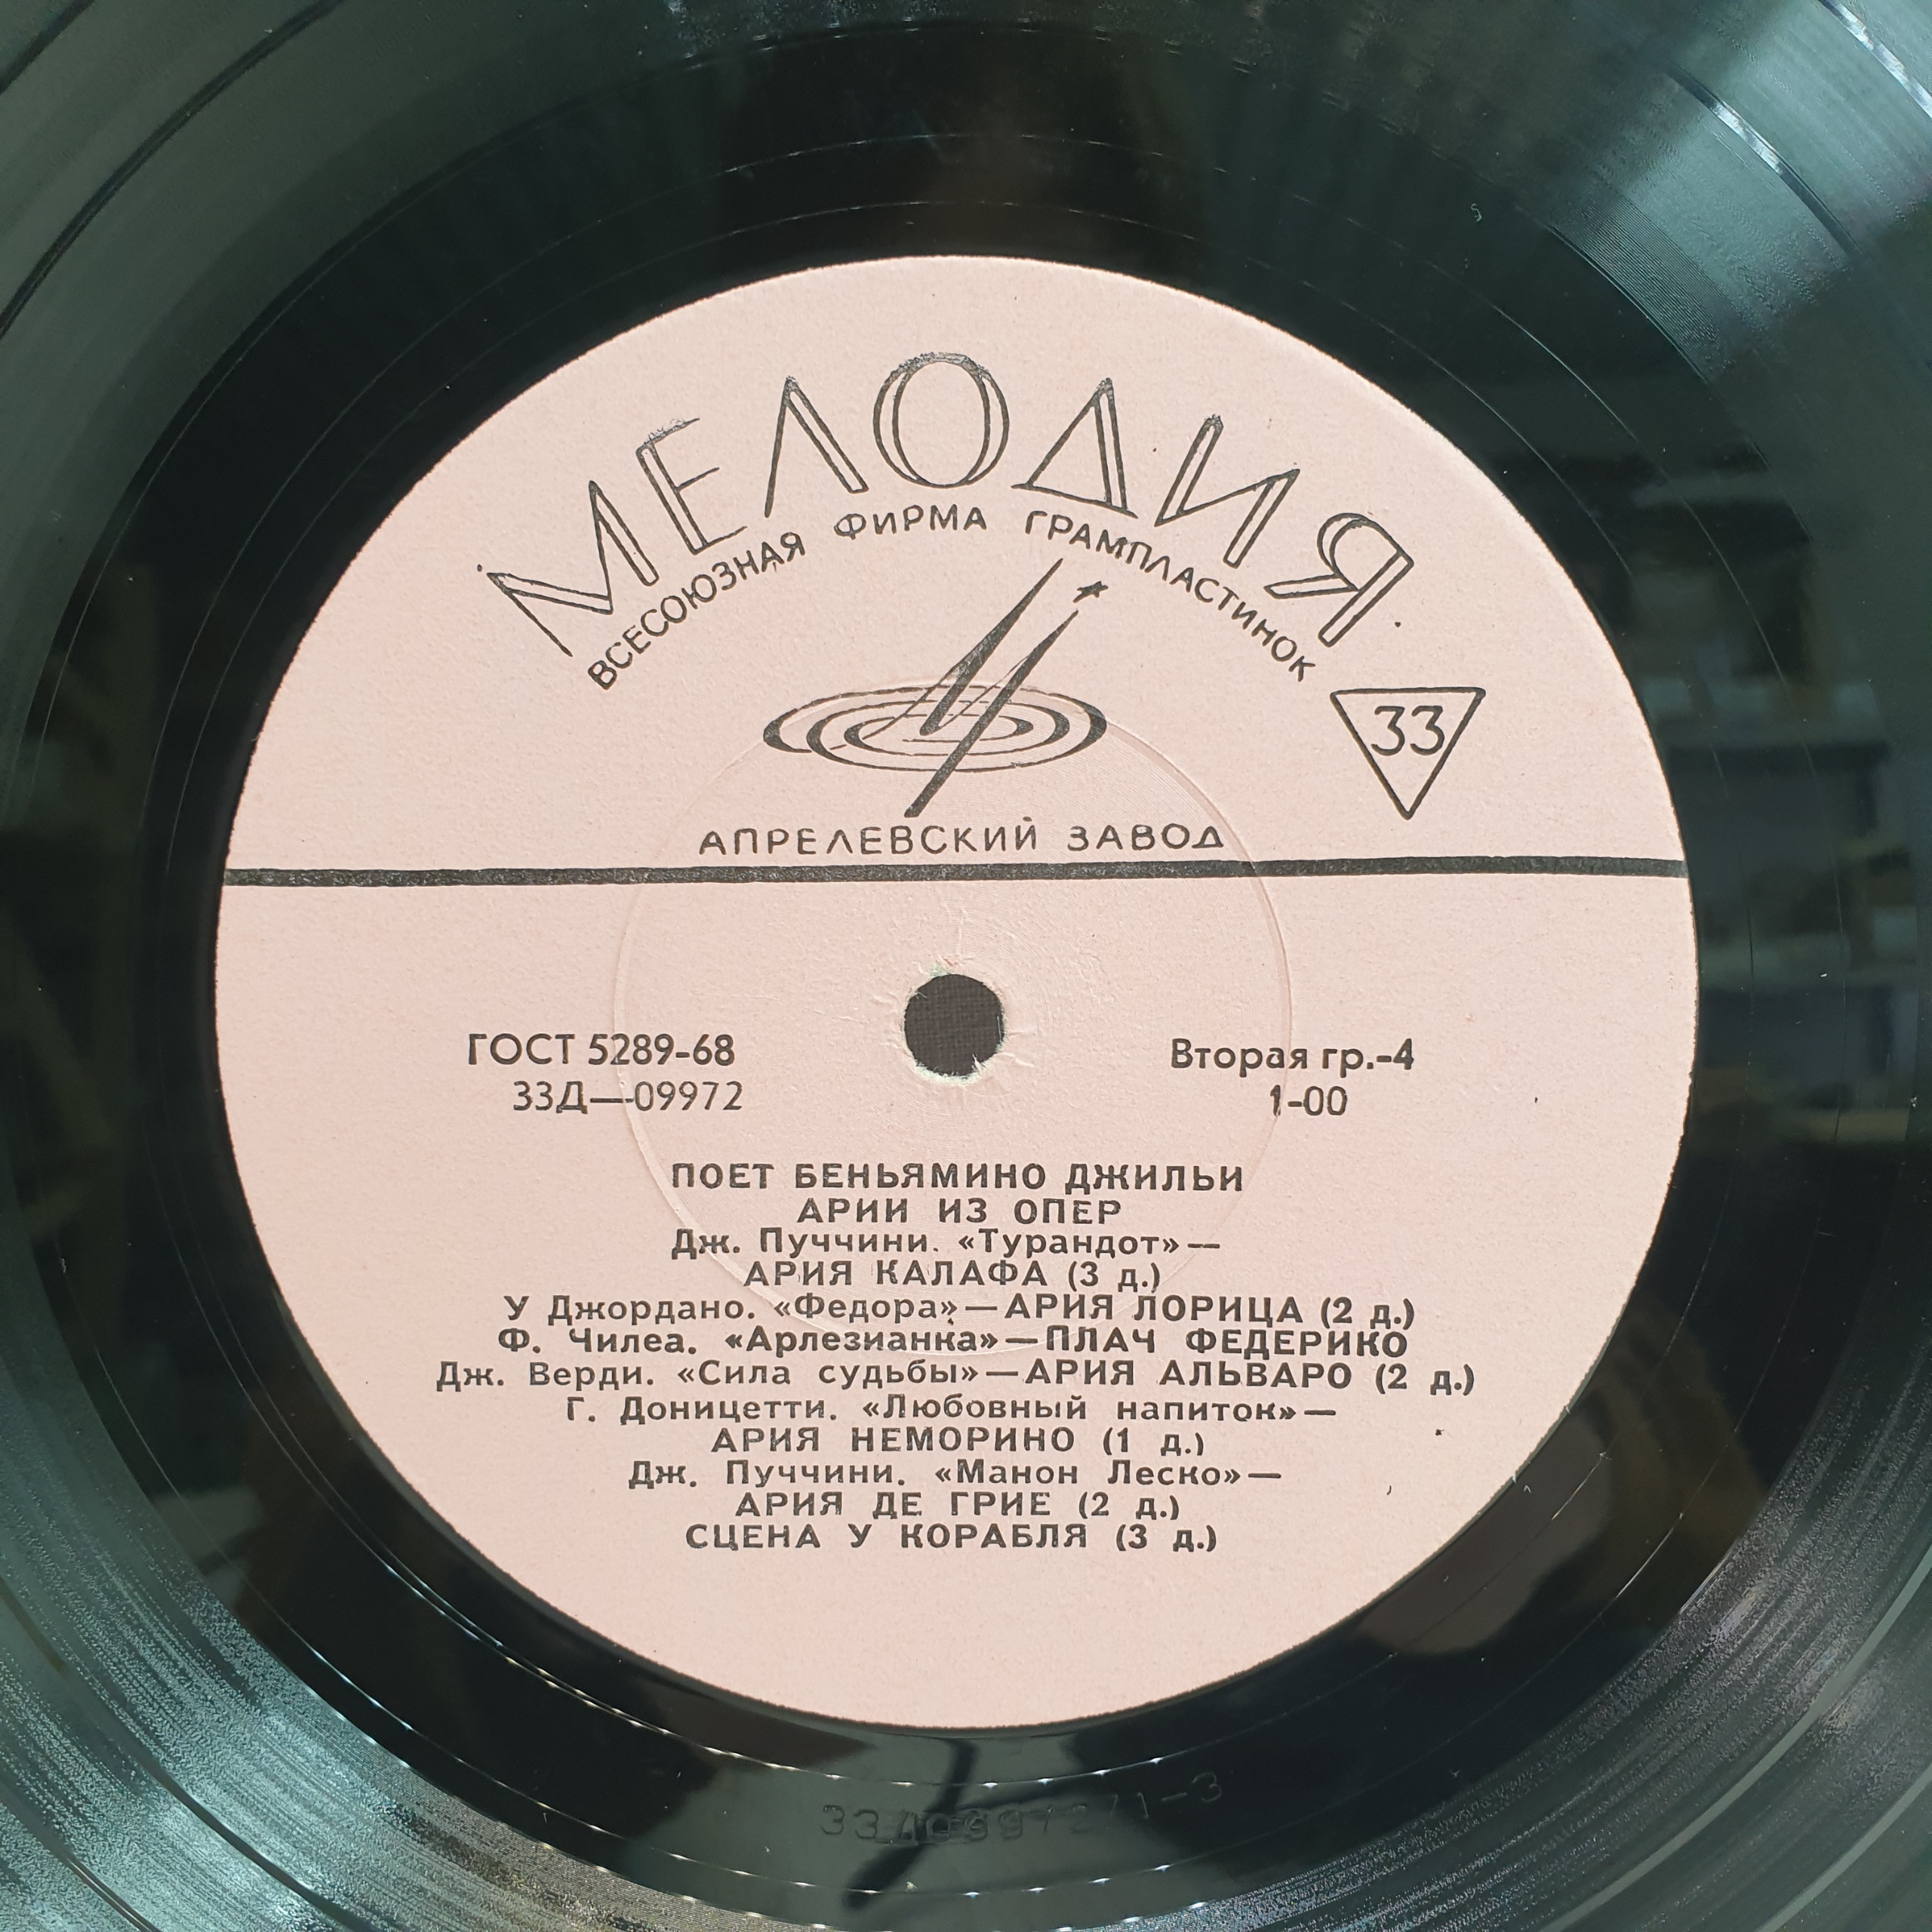 МЕЛОДИЯ
ВСЕСОЮЗНАЯ ФИРМА ГРАМПЛАСТИНОК
33
АПРЕЛЕВСКИЙ ЗАВОД
ГОСТ 5289-68
33Д—09972
Вторая гр.-4
1-00
ПОЕТ БЕНЬЯМИНО ДЖИЛЬИ
АРИИ ИЗ ОПЕР
Дж. Пуччини. «Турандот»—
АРИЯ КАЛАФА (3 д.)
У Джордано. «Федора»—АРИЯ ЛОРИЦА (2 д.)
Ф. Чилеа. «Арлезианка»—ПЛАЧ ФЕДЕРИКО
Дж. Верди. «Сила судьбы»—АРИЯ АЛЬВАРО (2 д.)
Г. Доницетти. «Любовный напиток»—
АРИЯ НЕМОРИНО (1 д.)
Дж. Пуччини. «Манон Леско»—
АРИЯ ДЕ ГРИЕ (2 д.)
СЦЕНА У КОРАБЛЯ (3 д.)
33Д09972/1-3